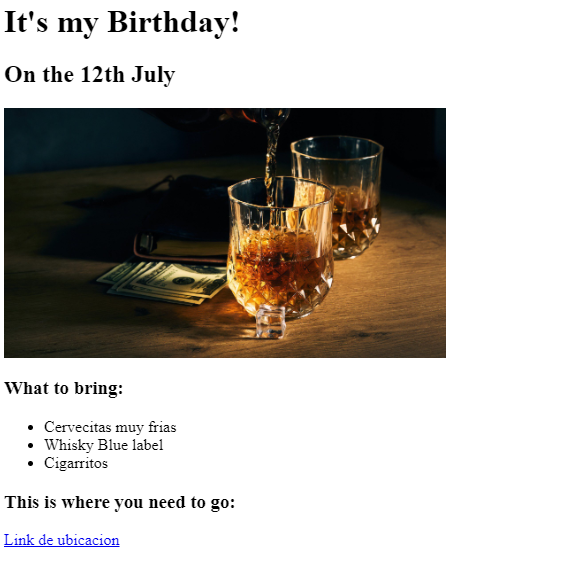 It's my Birthday!
On the 12th July
What to bring:
Cervecitas muy frias
Whisky Blue label
Cigarritos
This is where you need to go:
Link de ubicacion